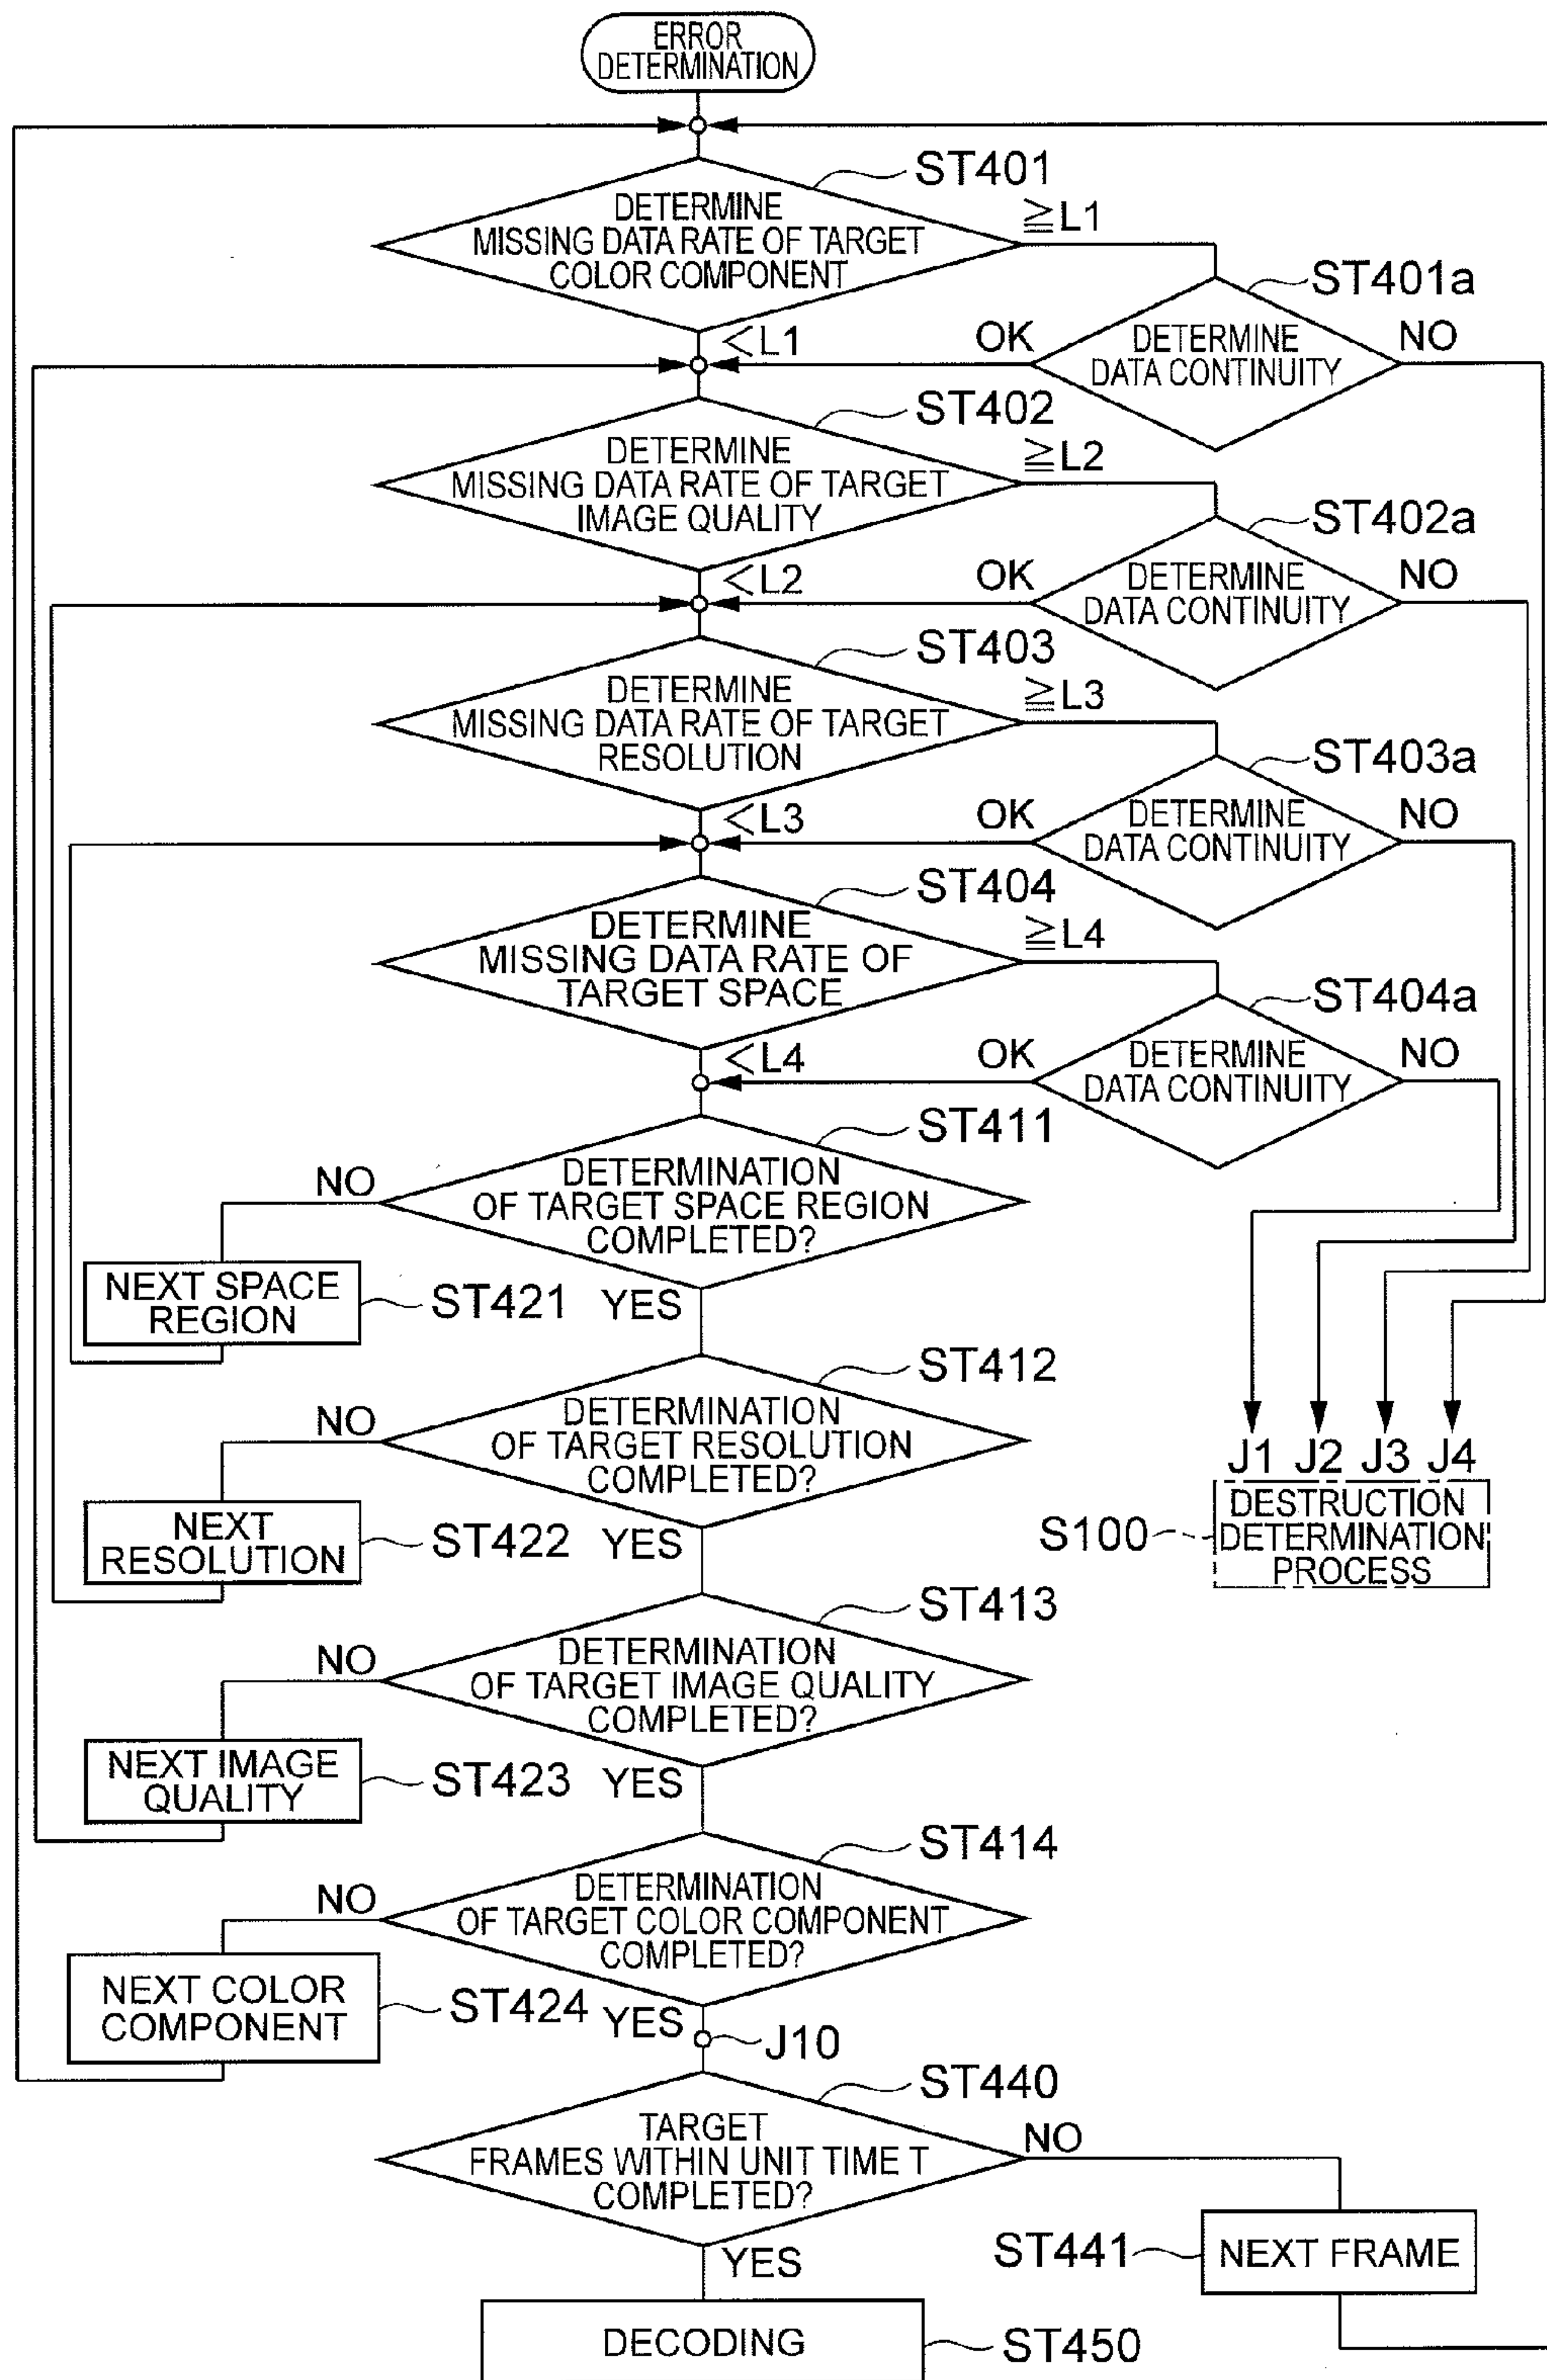 ERROR
DETERMINATION
ST401
DETERMINE
MISSING DATA RATE OF TARGET
COLOR COMPONENT
≧L1
ST401a
<L1
OK
DETERMINE
DATA CONTINUITY
NO
ST402
DETERMINE
MISSING DATA RATE OF TARGET
IMAGE QUALITY
≧L2
ST402a
<L2
OK
DETERMINE
DATA CONTINUITY
NO
ST403
DETERMINE
MISSING DATA RATE OF TARGET
RESOLUTION
≧L3
ST403a
<L3
OK
DETERMINE
DATA CONTINUITY
NO
ST404
DETERMINE
MISSING DATA RATE OF
TARGET SPACE
≧L4
ST404a
<L4
OK
DETERMINE
DATA CONTINUITY
NO
ST411
DETERMINATION
OF TARGET SPACE REGION
COMPLETED?
NO
NEXT SPACE
REGION
ST421
YES
ST412
DETERMINATION
OF TARGET RESOLUTION
COMPLETED?
NO
NEXT
RESOLUTION
ST422
YES
J1 J2 J3 J4
S100
DESTRUCTION
DETERMINATION
PROCESS
ST413
DETERMINATION
OF TARGET IMAGE QUALITY
COMPLETED?
NO
NEXT IMAGE
QUALITY
ST423
YES
ST414
DETERMINATION
OF TARGET COLOR COMPONENT
COMPLETED?
NO
NEXT COLOR
COMPONENT
ST424
YES
J10
ST440
TARGET
FRAMES WITHIN UNIT TIME T
COMPLETED?
NO
ST441
NEXT FRAME
YES
DECODING
ST450